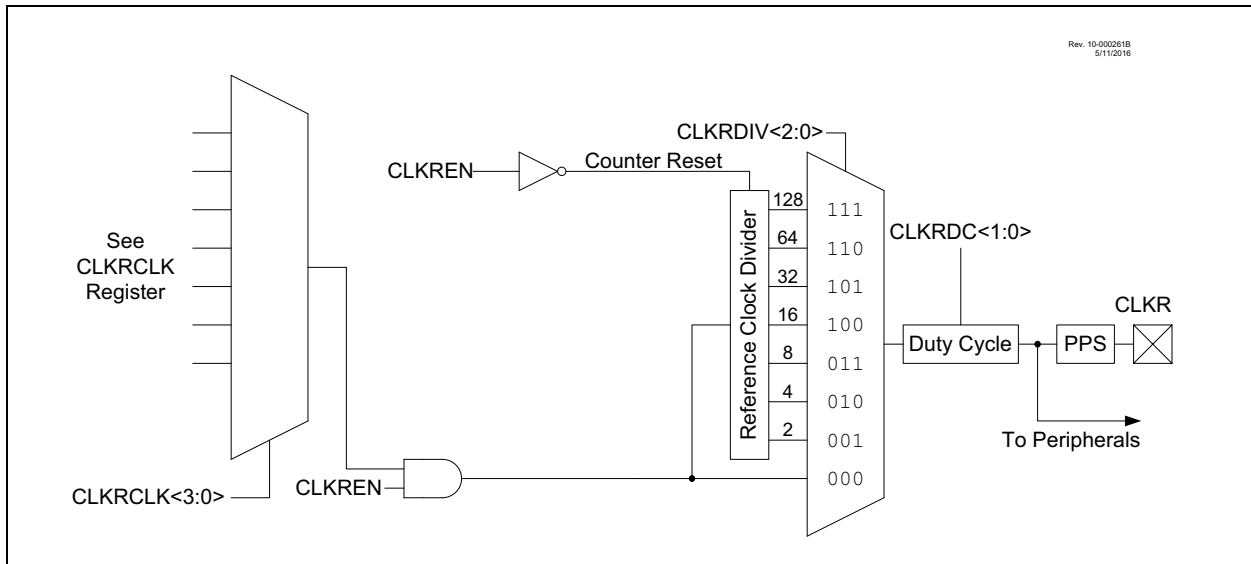 Rev. 10-000261B
5/11/2016
CLKRDIV<2:0>
CLKREN
Counter Reset
See
CLKRCLK
Register
Reference Clock Divider
128
111
64
110
32
101
16
100
8
011
4
010
2
001
000
CLKRDC<1:0>
CLKR
Duty Cycle
PPS
To Peripherals
CLKREN
CLKRCLK<3:0>